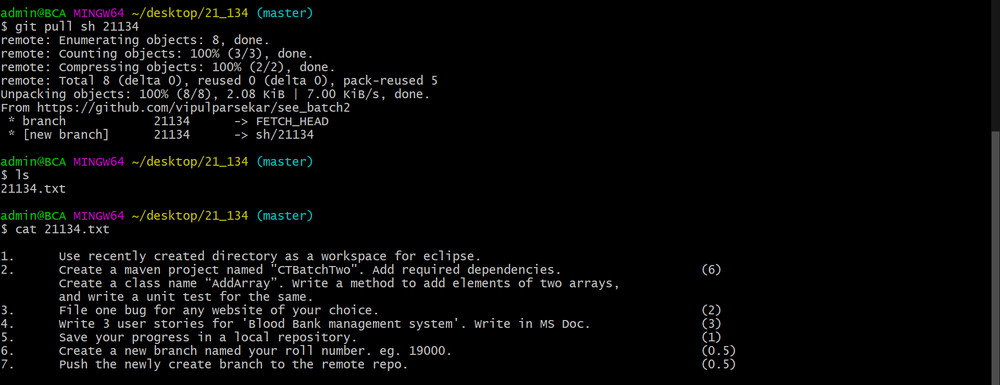 admin@BCA MINGW64 ~/desktop/21_134 (master)
$ git pull sh 21134
remote: Enumerating objects: 8, done.
remote: Counting objects: 100% (3/3), done.
remote: Compressing objects: 100% (2/2), done.
remote: Total 8 (delta 0), reused 0 (delta 0), pack-reused 5
Unpacking objects: 100% (8/8), 2.08 KiB | 7.00 KiB/s, done.
From https://github.com/vipulparsekar/see_batch2
 * branch            21134      -> FETCH_HEAD
 * [new branch]      21134      -> sh/21134
admin@BCA MINGW64 ~/desktop/21_134 (master)
$ ls
21134.txt
admin@BCA MINGW64 ~/desktop/21_134 (master)
$ cat 21134.txt
1.      Use recently created directory as a workspace for eclipse.
2.      Create a maven project named "CTBatchTwo". Add required dependencies.                   (6)
        Create a class name “AddArray”. Write a method to add elements of two arrays,
        and write a unit test for the same.
3.      File one bug for any website of your choice.                                            (2)
4.      Write 3 user stories for 'Blood Bank management system'. Write in MS Doc.               (3)
5.      Save your progress in a local repository.                                               (1)
6.      Create a new branch named your roll number. eg. 19000.                                  (0.5)
7.      Push the newly create branch to the remote repo.                                        (0.5)